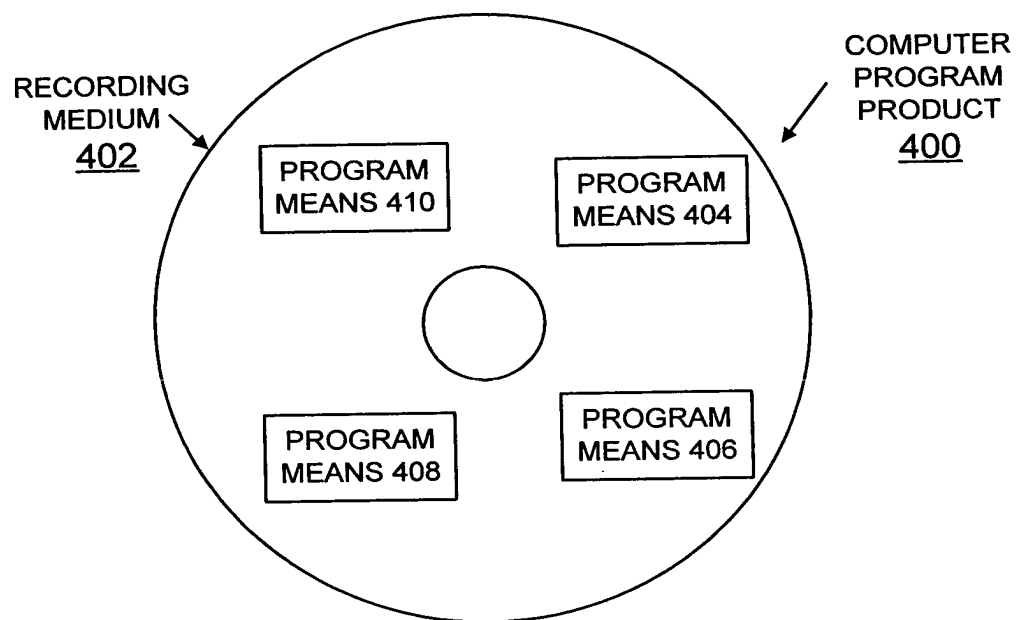 RECORDING
MEDIUM
402
COMPUTER
PROGRAM
PRODUCT
400
PROGRAM
MEANS 410
PROGRAM
MEANS 404
PROGRAM
MEANS 408
PROGRAM
MEANS 406